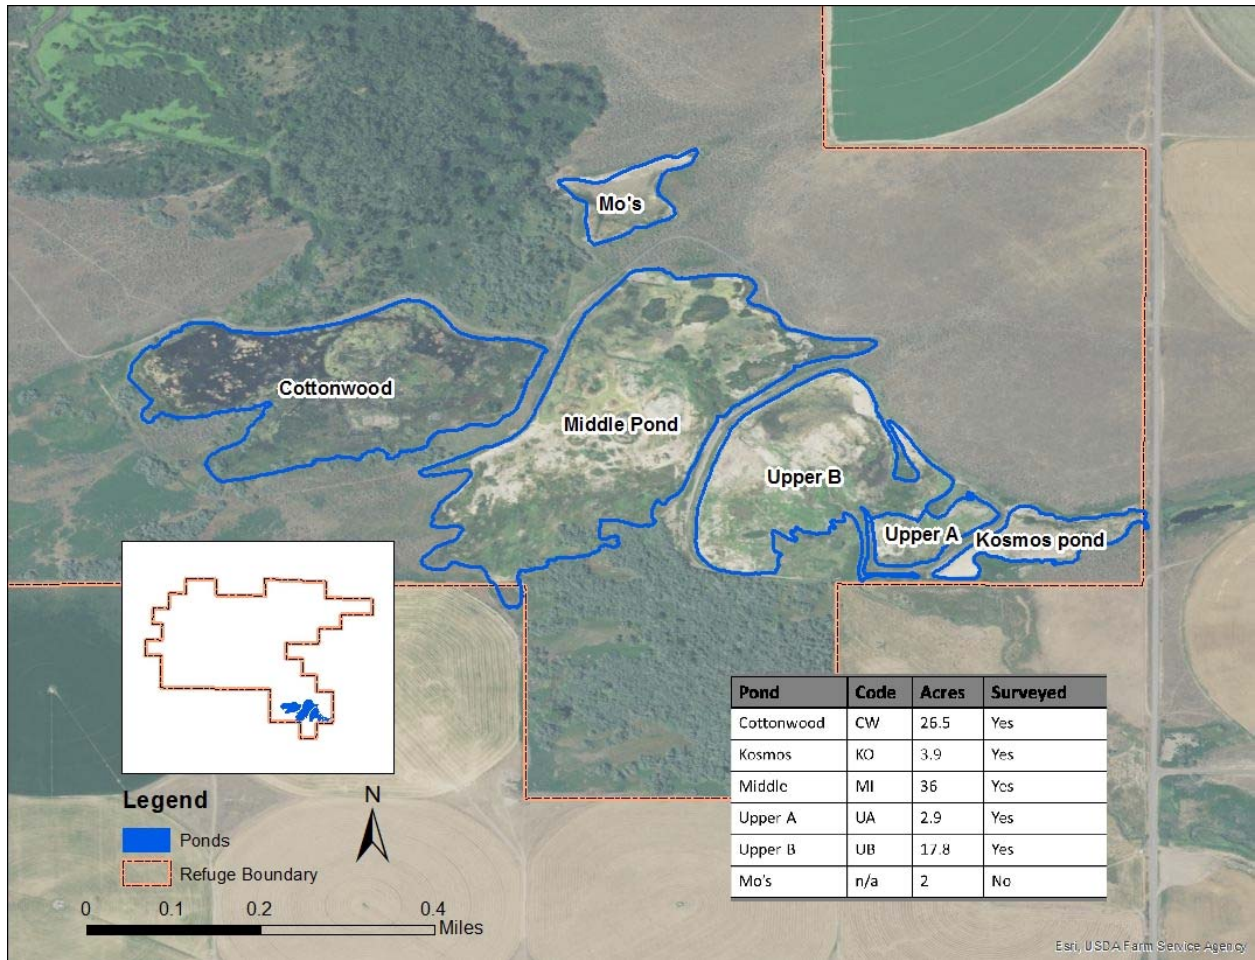 Mo's
Cottonwood
Middle Pond
Upper B
Upper A
Kosmos pond
Pond Code Acres Surveyed
Cottonwood CW 26.5 Yes
Kosmos KO 3.9 Yes
Middle MI 36 Yes
Upper A UA 2.9 Yes
Upper B UB 17.8 Yes
Mo's n/a 2 No
Legend
Ponds
Refuge Boundary
N
0 0.1 0.2 0.4
Miles
Esri, USDA Farm Service Agency